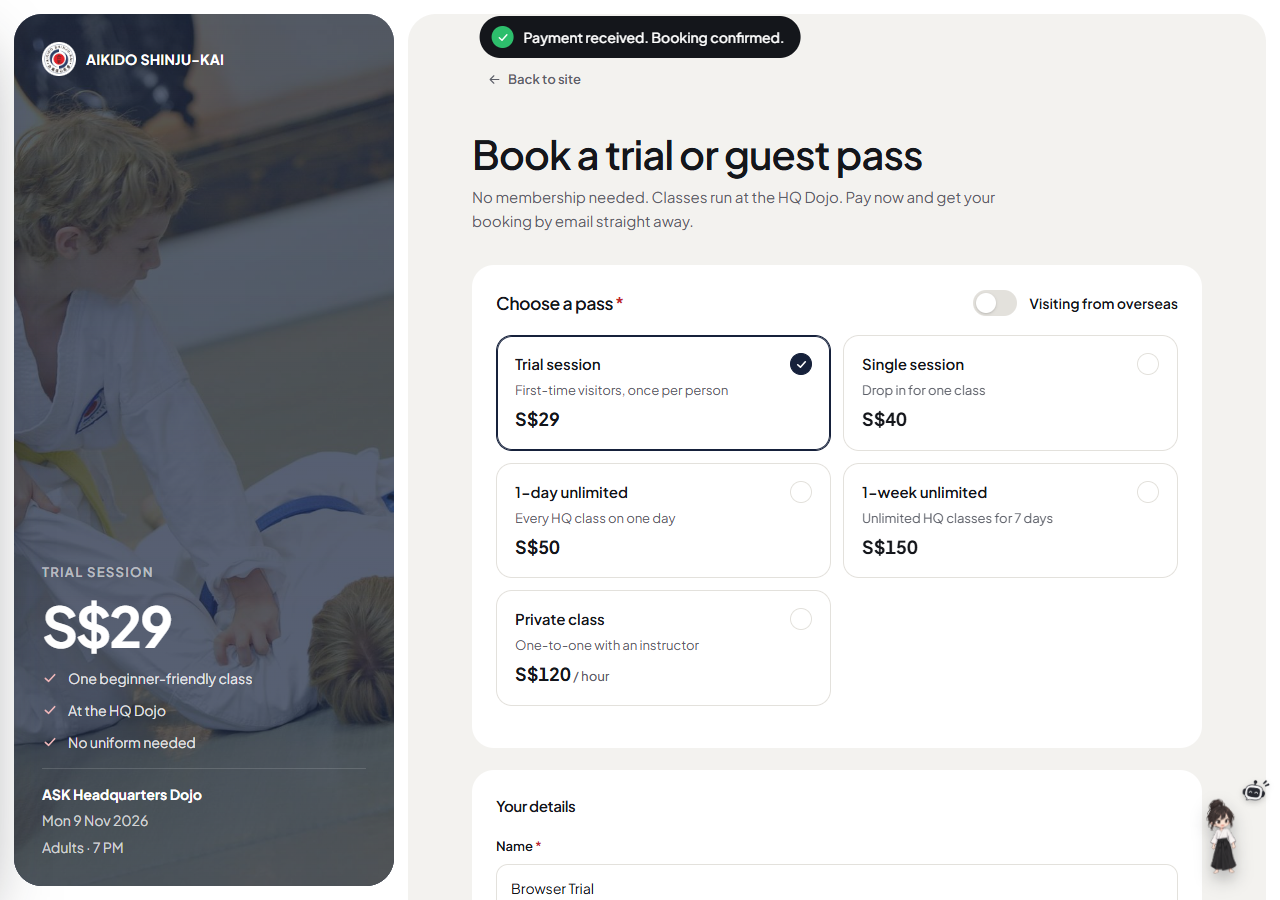 AIKIDO SHINJU-KAI
TRIAL SESSION
S$29
One beginner-friendly class
At the HQ Dojo
No uniform needed
ASK Headquarters Dojo
Mon 9 Nov 2026
Adults · 7 PM
Payment received. Booking confirmed.
← Back to site
Book a trial or guest pass
No membership needed. Classes run at the HQ Dojo. Pay now and get your
booking by email straight away.
Choose a pass *
Visiting from overseas
Trial session
First-time visitors, once per person
S$29
Single session
Drop in for one class
S$40
1-day unlimited
Every HQ class on one day
S$50
1-week unlimited
Unlimited HQ classes for 7 days
S$150
Private class
One-to-one with an instructor
S$120 / hour
Your details
Name *
Browser Trial